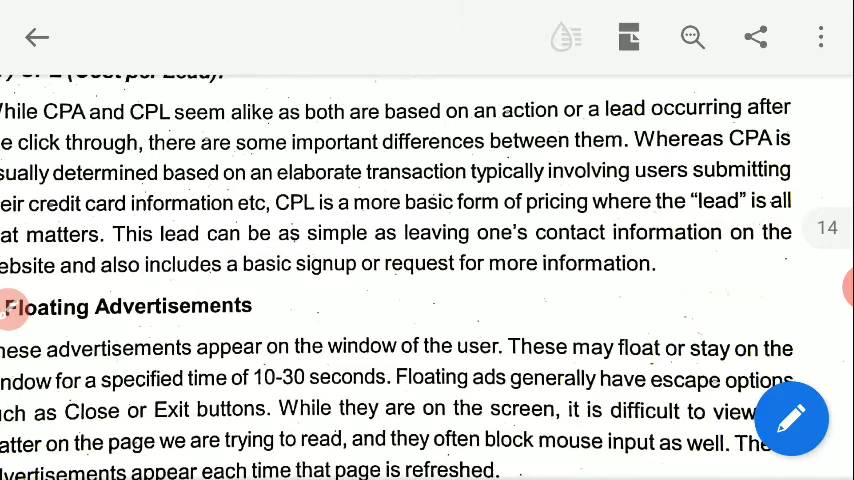 (Cost per Lead):
hile CPA and CPL seem alike as both are based on an action or a lead occurring after
e click through, there are some important differences between them. Whereas CPA is
sually determined based on an elaborate transaction typically involving users submitting
eir credit card information etc, CPL is a more basic form of pricing where the “lead” is all
at matters. This lead can be as simple as leaving one’s contact information on the
14
ebsite and also includes a basic signup or request for more information.
Floating Advertisements
hese advertisements appear on the window of the user. These may float or stay on the
ndow for a specified time of 10-30 seconds. Floating ads generally have escape options
uch as Close or Exit buttons. While they are on the screen, it is difficult to view
atter on the page we are trying to read, and they often block mouse input as well. The
dvertisements appear each time that page is refreshed.